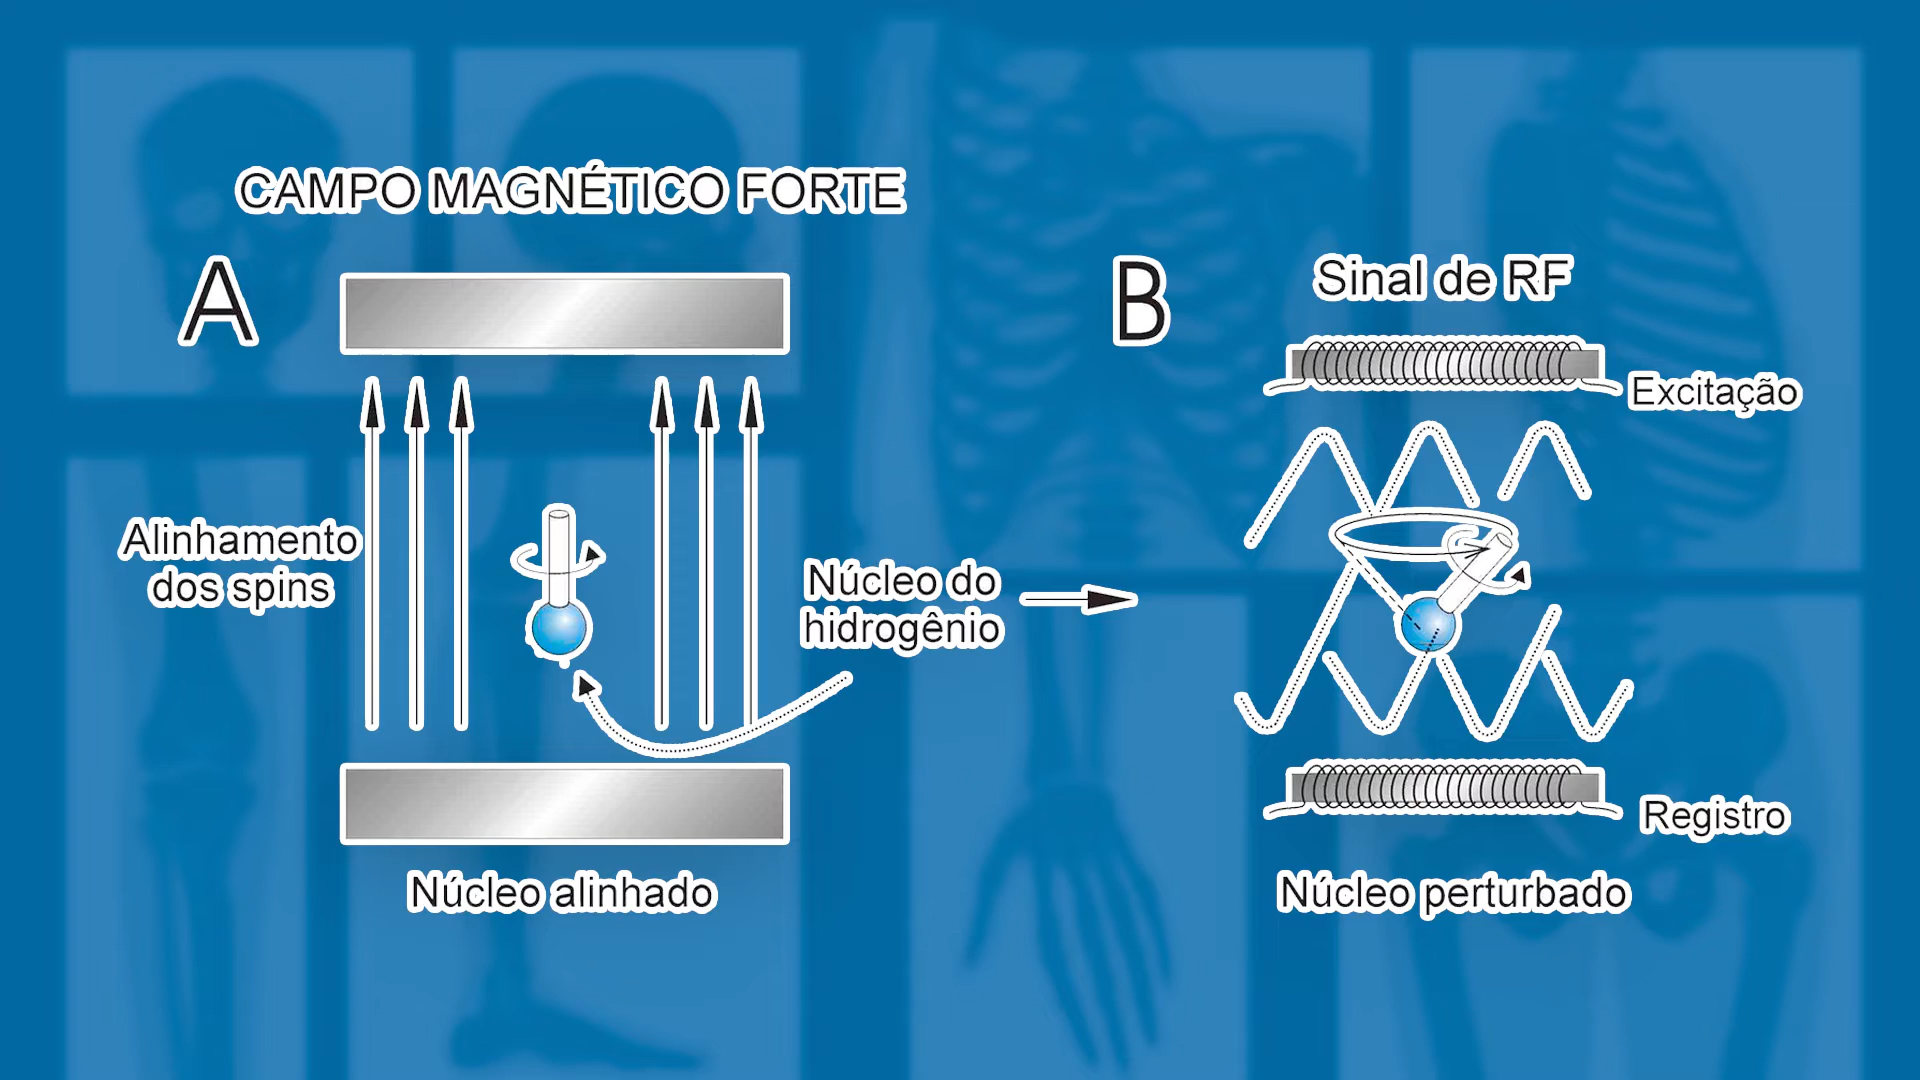 CAMPO MAGNÉTICO FORTE
A
Alinhamento
dos spins
Núcleo do
hidrogênio
Núcleo alinhado
B
Sinal de RF
Excitação
Registro
Núcleo perturbado